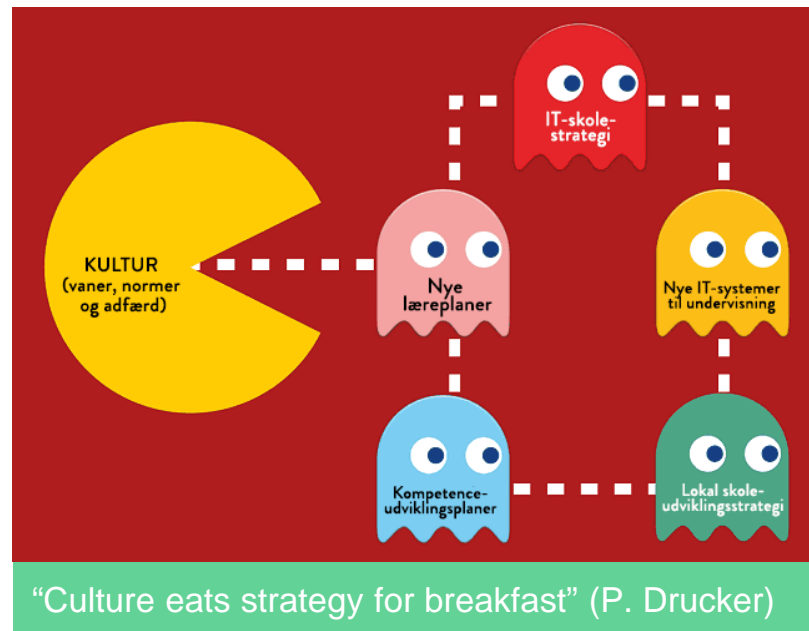 IT-skole-
strategi
KULTUR
(vaner, normer
og adfærd)
Nye
læreplaner
Nye IT-systemer
til undervisning
Kompetence-
udviklingsplaner
Lokal skole-
udviklingsstrategi
“Culture eats strategy for breakfast” (P. Drucker)